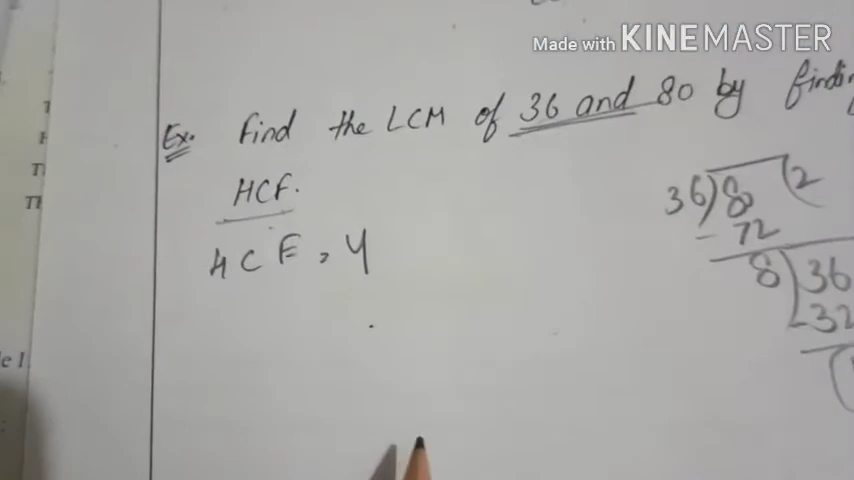 Made with KINEMASTER
Ex. Find the LCM of 36 and 80 by findin
HCF.
HCF = 4
36)80(2
- 72
8)36
- 32
e I